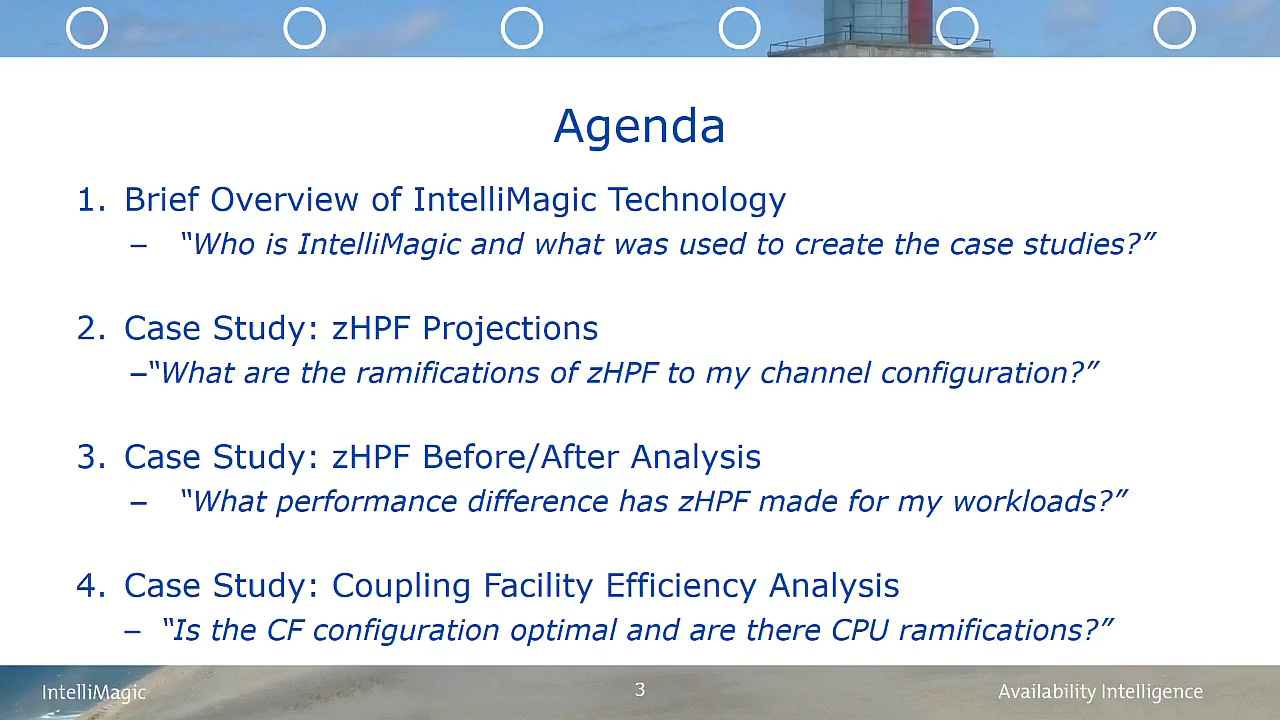 Agenda
1. Brief Overview of IntelliMagic Technology
– “Who is IntelliMagic and what was used to create the case studies?”
2. Case Study: zHPF Projections
–“What are the ramifications of zHPF to my channel configuration?”
3. Case Study: zHPF Before/After Analysis
– “What performance difference has zHPF made for my workloads?”
4. Case Study: Coupling Facility Efficiency Analysis
– “Is the CF configuration optimal and are there CPU ramifications?”
IntelliMagic
3
Availability Intelligence